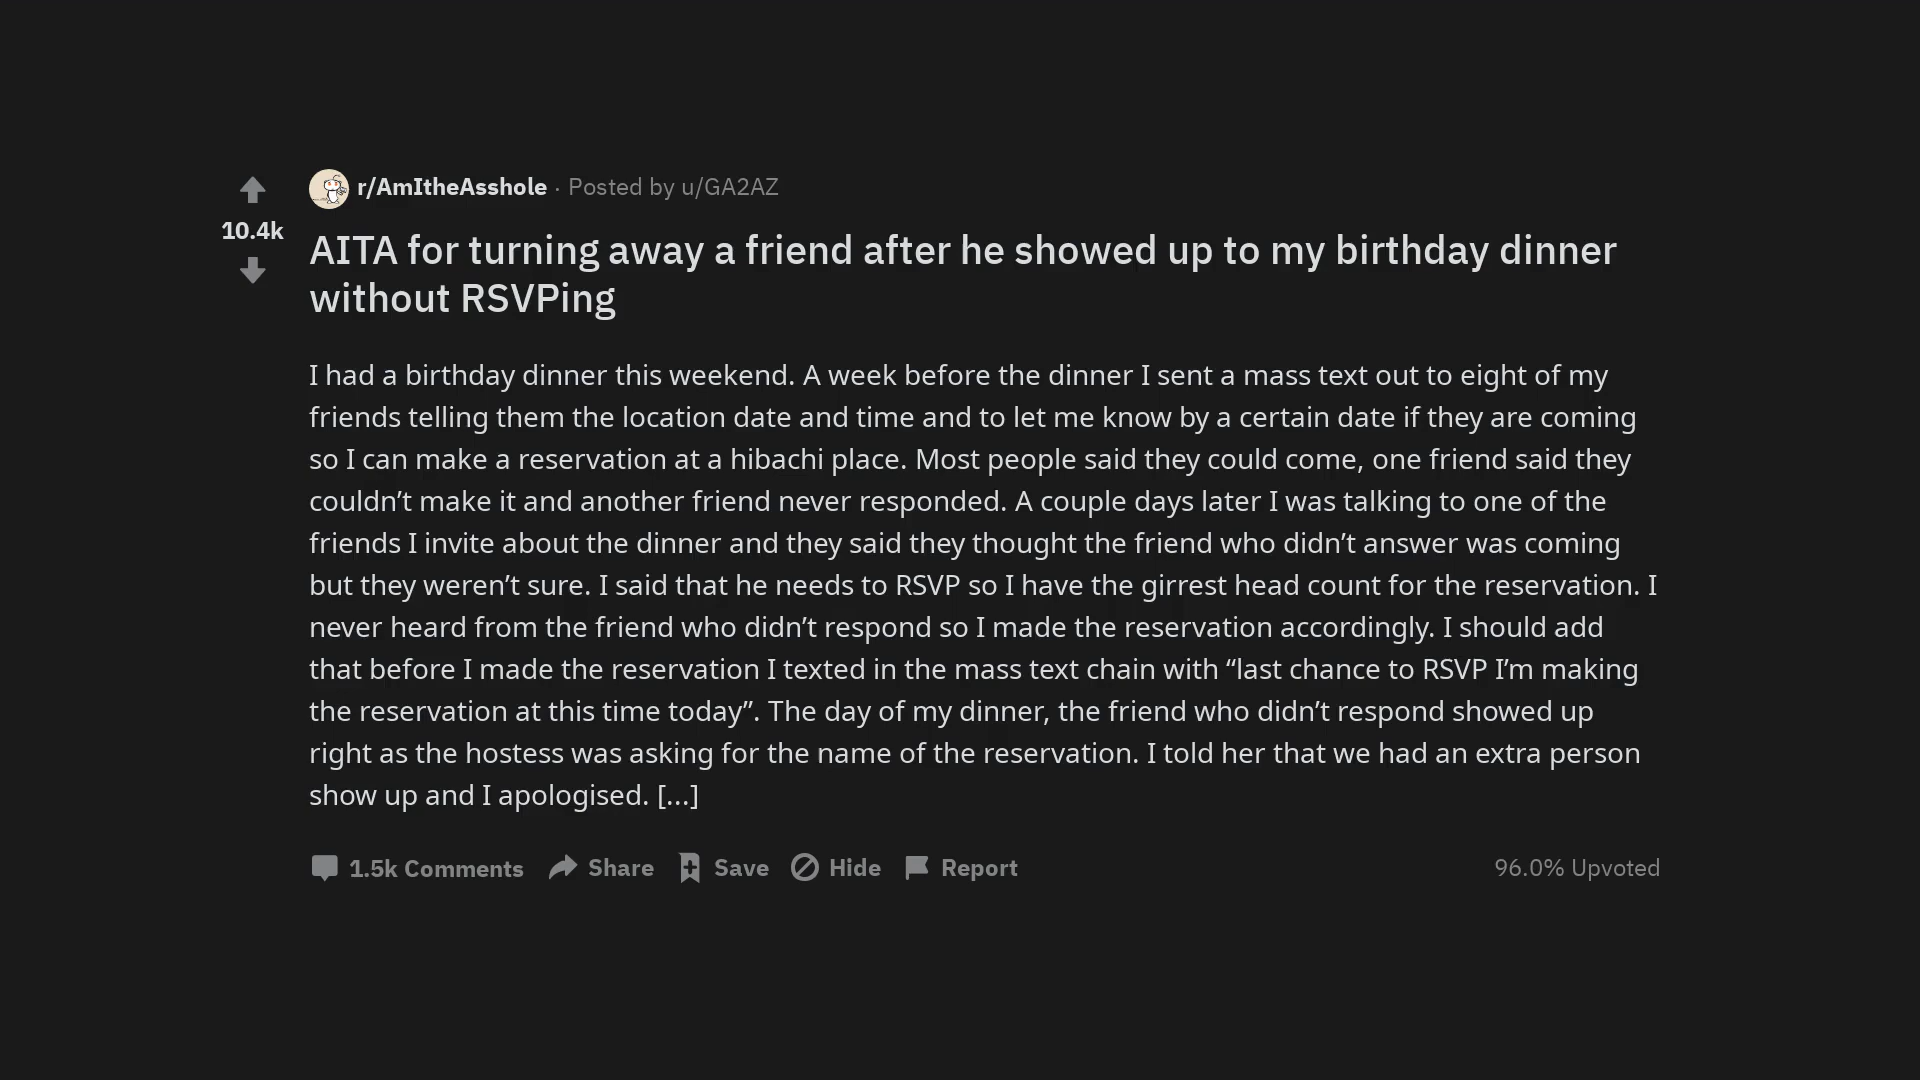 r/AmItheAsshole · Posted by u/GA2AZ
10.4k
AITA for turning away a friend after he showed up to my birthday dinner
without RSVPing
I had a birthday dinner this weekend. A week before the dinner I sent a mass text out to eight of my
friends telling them the location date and time and to let me know by a certain date if they are coming
so I can make a reservation at a hibachi place. Most people said they could come, one friend said they
couldn’t make it and another friend never responded. A couple days later I was talking to one of the
friends I invite about the dinner and they said they thought the friend who didn’t answer was coming
but they weren’t sure. I said that he needs to RSVP so I have the girrest head count for the reservation. I
never heard from the friend who didn’t respond so I made the reservation accordingly. I should add
that before I made the reservation I texted in the mass text chain with “last chance to RSVP I’m making
the reservation at this time today”. The day of my dinner, the friend who didn’t respond showed up
right as the hostess was asking for the name of the reservation. I told her that we had an extra person
show up and I apologised. [...]
1.5k Comments Share Save Hide Report 96.0% Upvoted